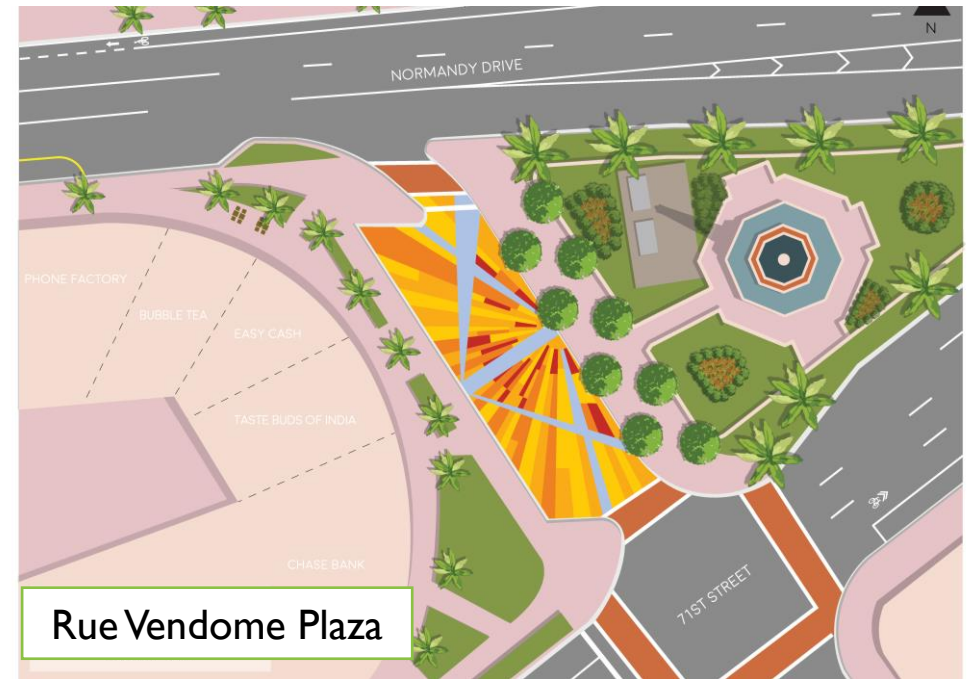 N
NORMANDY DRIVE
PHONE FACTORY
BUBBLE TEA
EASY CASH
TASTE BUDS OF INDIA
CHASE BANK
71ST STREET
Rue Vendome Plaza